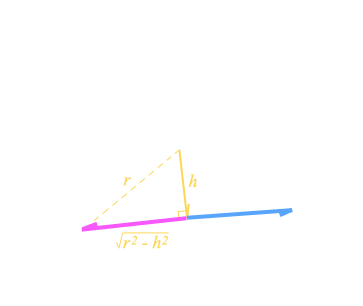 r
h
√r² - h²